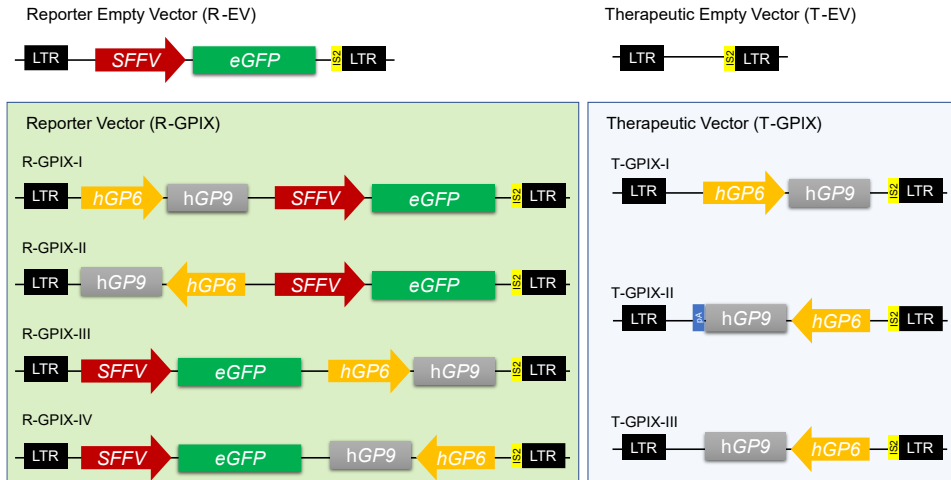 Reporter Empty Vector (R-EV)
LTR SFFV eGFP IS2 LTR
Therapeutic Empty Vector (T-EV)
LTR IS2 LTR
Reporter Vector (R-GPIX)
R-GPIX-I
LTR hGP6 hGP9 SFFV eGFP IS2 LTR
R-GPIX-II
LTR hGP9 hGP6 SFFV eGFP IS2 LTR
R-GPIX-III
LTR SFFV eGFP hGP6 hGP9 IS2 LTR
R-GPIX-IV
LTR SFFV eGFP hGP9 hGP6 IS2 LTR
Therapeutic Vector (T-GPIX)
T-GPIX-I
LTR hGP6 hGP9 IS2 LTR
T-GPIX-II
LTR pA hGP9 hGP6 IS2 LTR
T-GPIX-III
LTR hGP9 hGP6 IS2 LTR